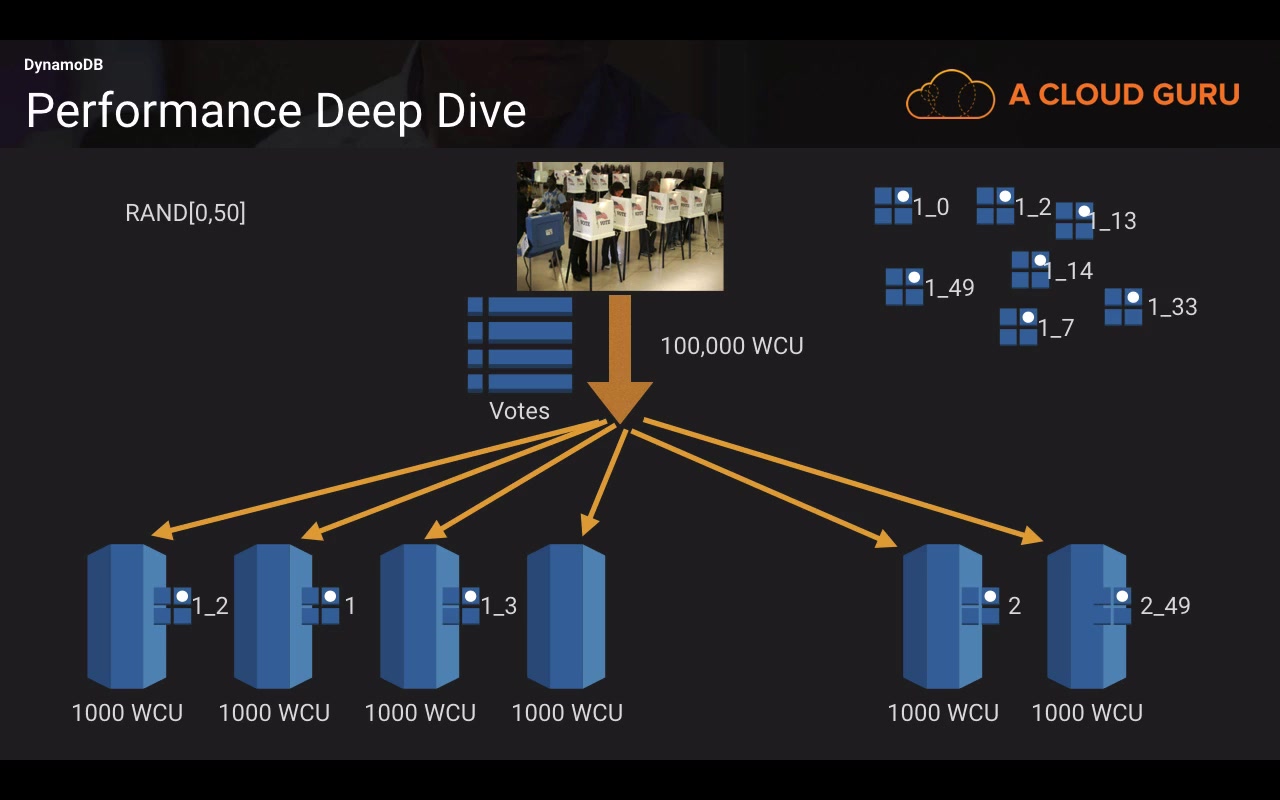 DynamoDB
Performance Deep Dive
A CLOUD GURU
RAND[0,50]
1_0
1_2
1_13
1_14
1_49
1_33
1_7
100,000 WCU
Votes
1_2
1
1_3
2
2_49
1000 WCU
1000 WCU
1000 WCU
1000 WCU
1000 WCU
1000 WCU